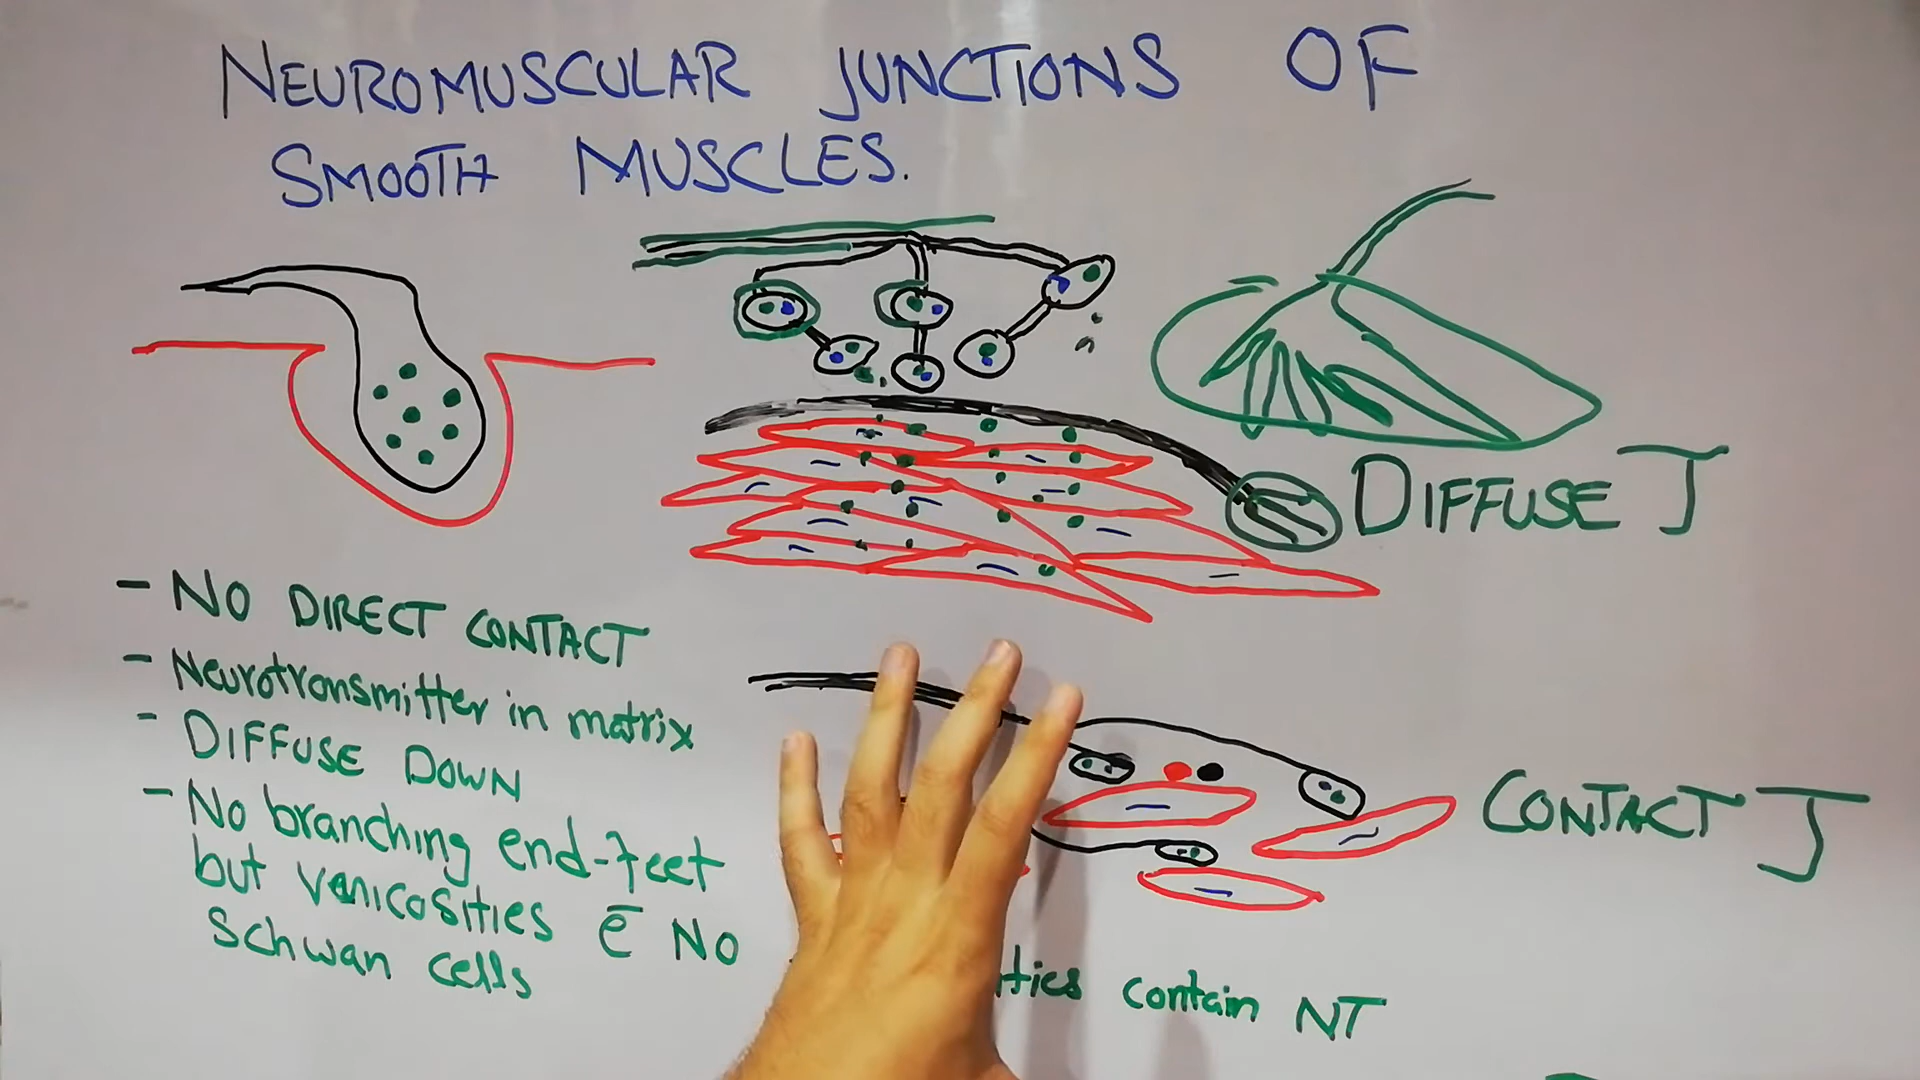 NEUROMUSCULAR JUNCTIONS OF
SMOOTH MUSCLES.
DIFFUSE J
- NO DIRECT CONTACT
- Neurotransmitter in matrix
- DIFFUSE DOWN
- No branching end-feet
but varicosities c̄ NO
Schwan cells
CONTACT J
ities contain NT